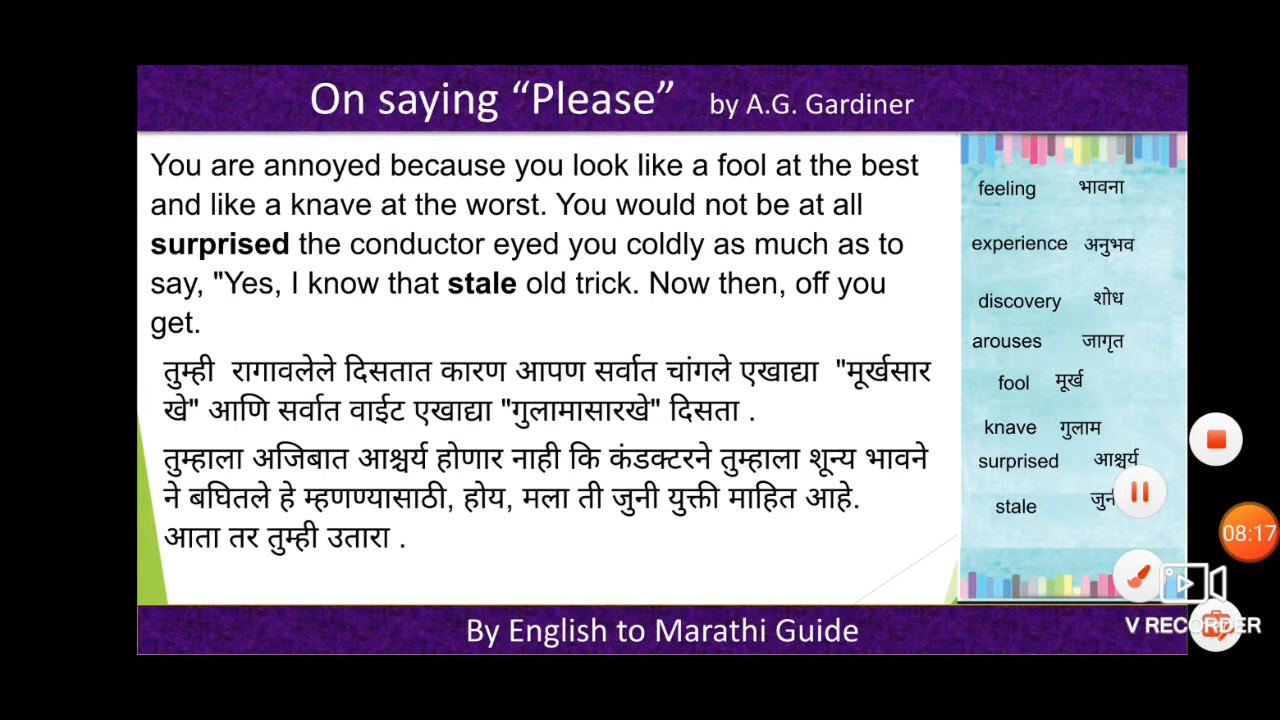 On saying “Please” by A.G. Gardiner
You are annoyed because you look like a fool at the best
and like a knave at the worst. You would not be at all
surprised the conductor eyed you coldly as much as to
say, "Yes, I know that stale old trick. Now then, off you
get.
तुम्ही रागावलेले दिसतात कारण आपण सर्वात चांगले एखाद्या "मूर्खसार
खे" आणि सर्वात वाईट एखाद्या "गुलामासारखे" दिसता .
तुम्हाला अजिबात आश्चर्य होणार नाही कि कंडक्टरने तुम्हाला शून्य भावने
ने बघितले हे म्हणण्यासाठी, होय, मला ती जुनी युक्ती माहित आहे.
आता तर तुम्ही उतारा .
feeling भावना
experience अनुभव
discovery शोध
arouses जागृत
fool मूर्ख
knave गुलाम
surprised आश्चर्य
stale
08:17
V RECORDER
By English to Marathi Guide